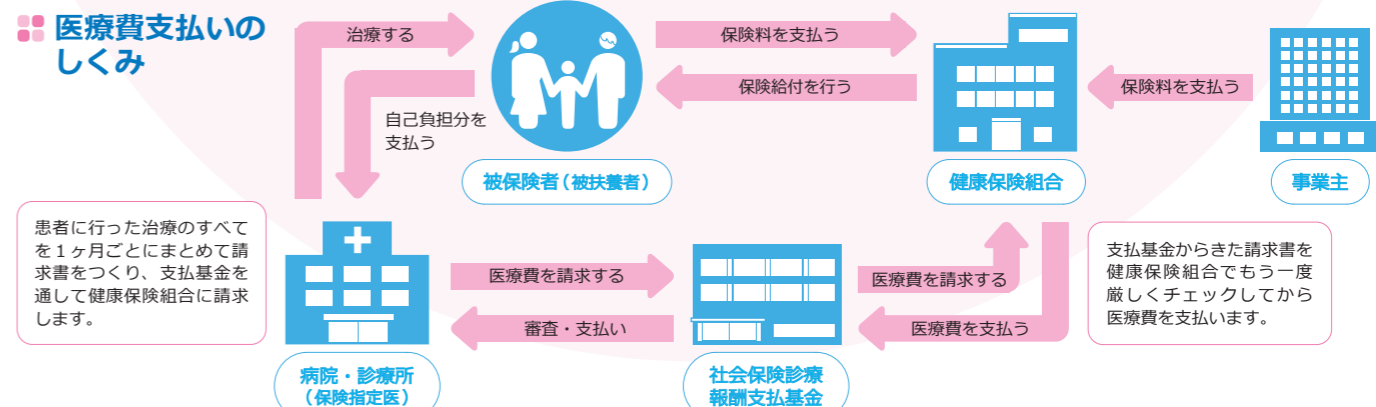 医療費支払いの
しくみ
治療する
保険料を支払う
保険給付を行う
保険料を支払う
自己負担分を
支払う
被保険者(被扶養者)
健康保険組合
事業主
患者に行った治療のすべて
を1ヶ月ごとにまとめて請
求書をつくり、支払基金を
通して健康保険組合に請求
します。
医療費を請求する
審査・支払い
医療費を請求する
医療費を支払う
支払基金からきた請求書を
健康保険組合でもう一度
厳しくチェックしてから
医療費を支払います。
病院・診療所
(保険指定医)
社会保険診療
報酬支払基金